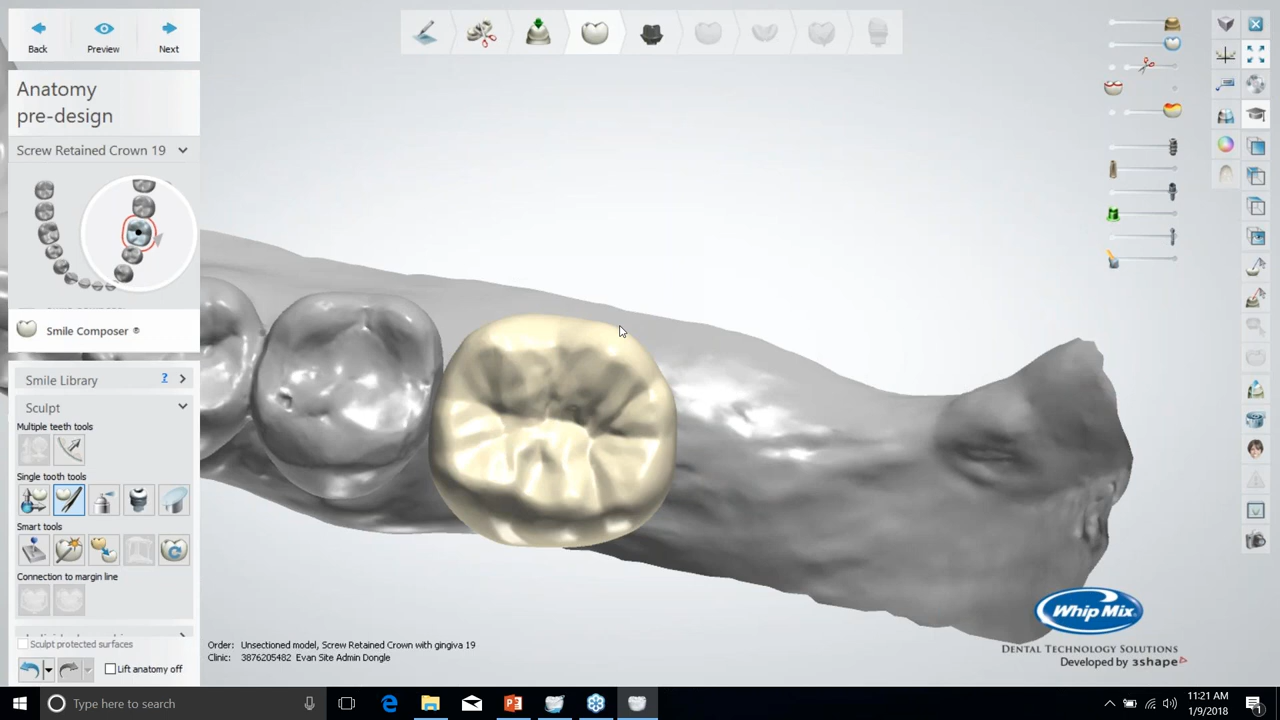 Back
Preview
Next
Anatomy
pre-design
Screw Retained Crown 19
Smile Composer ®
Smile Library
?
Sculpt
Multiple teeth tools
Single tooth tools
Smart tools
Connection to margin line
Sculpt protected surfaces
Lift anatomy off
Order: Unsectioned model, Screw Retained Crown with gingiva 19
Clinic: 3876205482 Evan Site Admin Dongle
Whip Mix
DENTAL TECHNOLOGY SOLUTIONS
Developed by 3shape
Type here to search
11:21 AM
1/9/2018
1